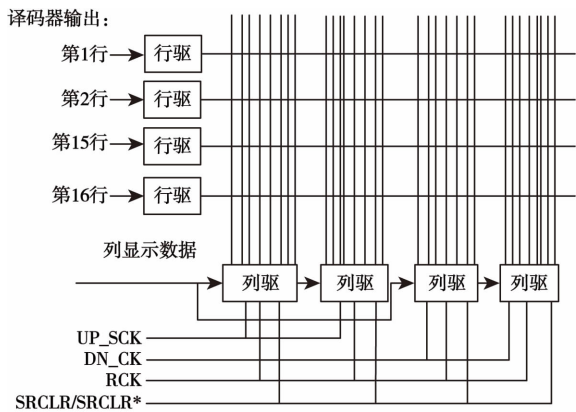 译码器输出：
第1行 行驱
第2行 行驱
第15行 行驱
第16行 行驱
列显示数据
列驱 列驱 列驱 列驱
UP_SCK
DN_CK
RCK
SRCLR/SRCLR*